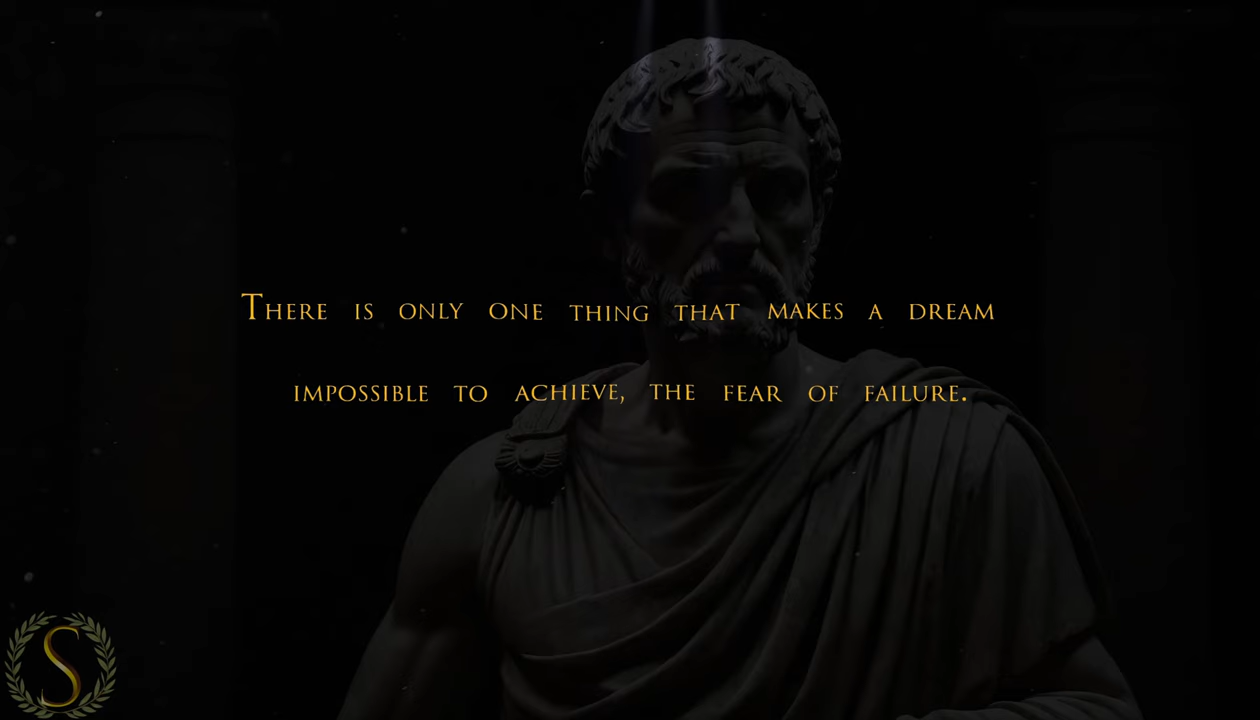 There is only one thing that makes a dream
impossible to achieve, the fear of failure.
S